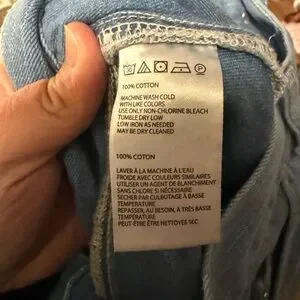 100% COTTON
MACHINE WASH COLD
WITH LIKE COLORS
USE ONLY NON-CHLORINE BLEACH
TUMBLE DRY LOW
LOW IRON AS NEEDED
MAY BE DRY CLEANED
100% COTON
LAVER À LA MACHINE À L'EAU
FROIDE AVEC COULEURS SIMILAIRES
UTILISER UN AGENT DE BLANCHIMENT
SANS CHLORE SI NÉCESSAIRE
SÉCHER PAR CULBUTAGE À BASSE
TEMPÉRATURE
REPASSER, AU BESOIN, À TRÈS BASSE
TEMPÉRATURE
PEUT ÊTRE NETTOYÉ SEC